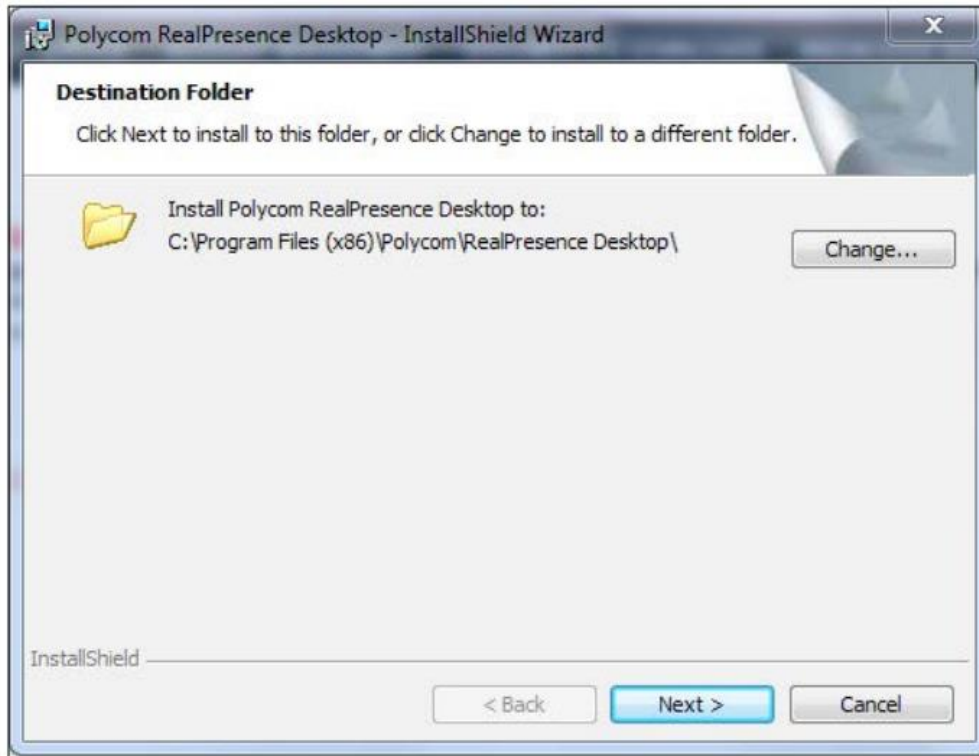 Polycom RealPresence Desktop - InstallShield Wizard
X
Destination Folder
Click Next to install to this folder, or click Change to install to a different folder.
Install Polycom RealPresence Desktop to:
C:\Program Files (x86)\Polycom\RealPresence Desktop\
Change...
InstallShield
< Back
Next >
Cancel